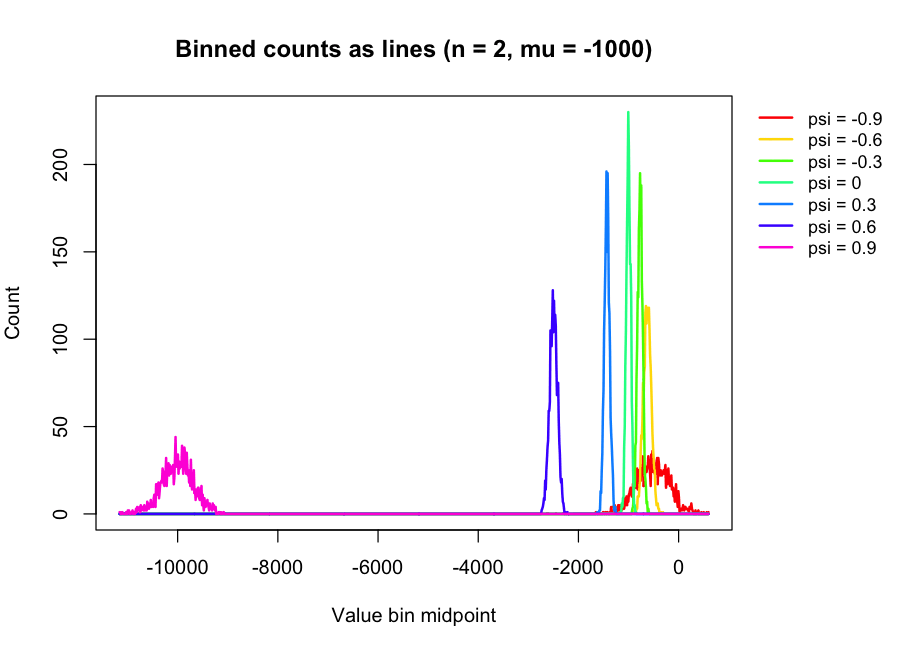 Binned counts as lines (n = 2, mu = -1000)
psi = -0.9
psi = -0.6
psi = -0.3
psi = 0
psi = 0.3
psi = 0.6
psi = 0.9
Count
200
150
100
50
0
-10000 -8000 -6000 -4000 -2000 0
Value bin midpoint